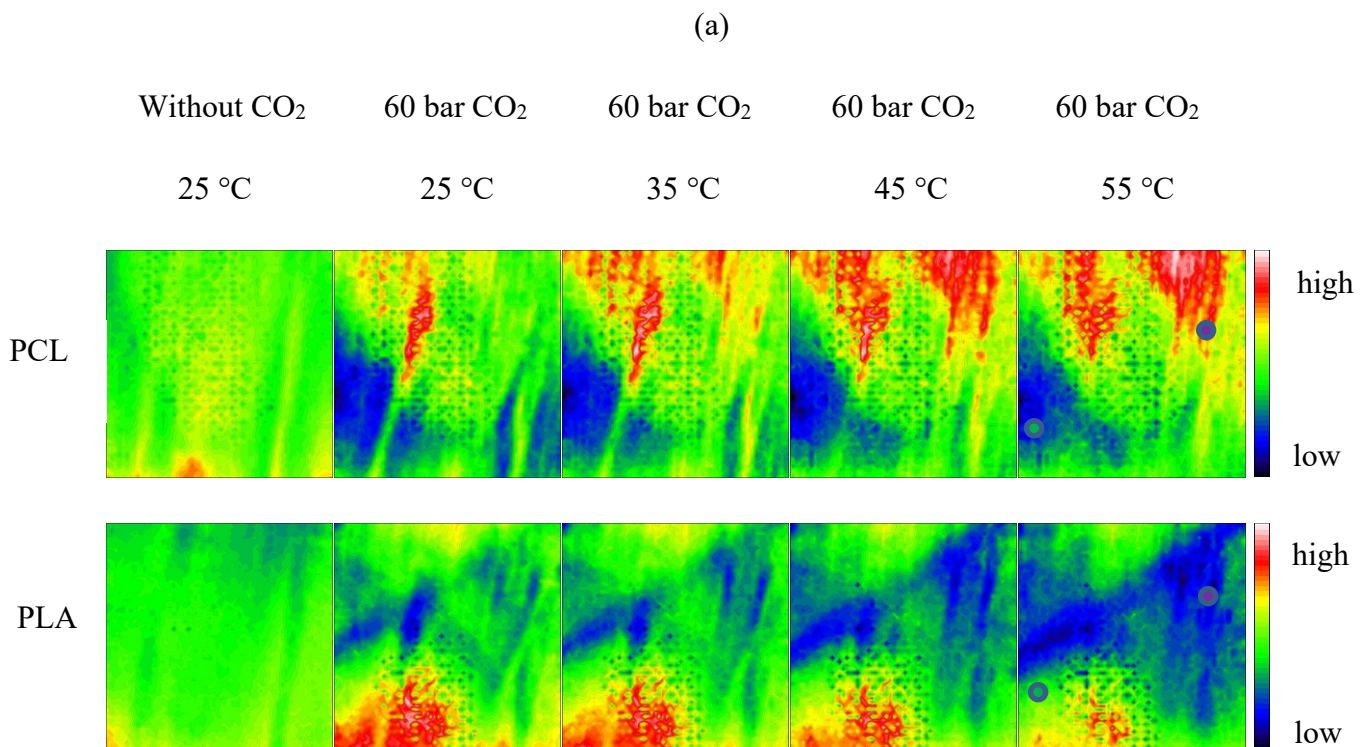 (a)
Without CO₂ 60 bar CO₂ 60 bar CO₂ 60 bar CO₂ 60 bar CO₂
25 °C 25 °C 35 °C 45 °C 55 °C
high
PCL
low
high
PLA
low